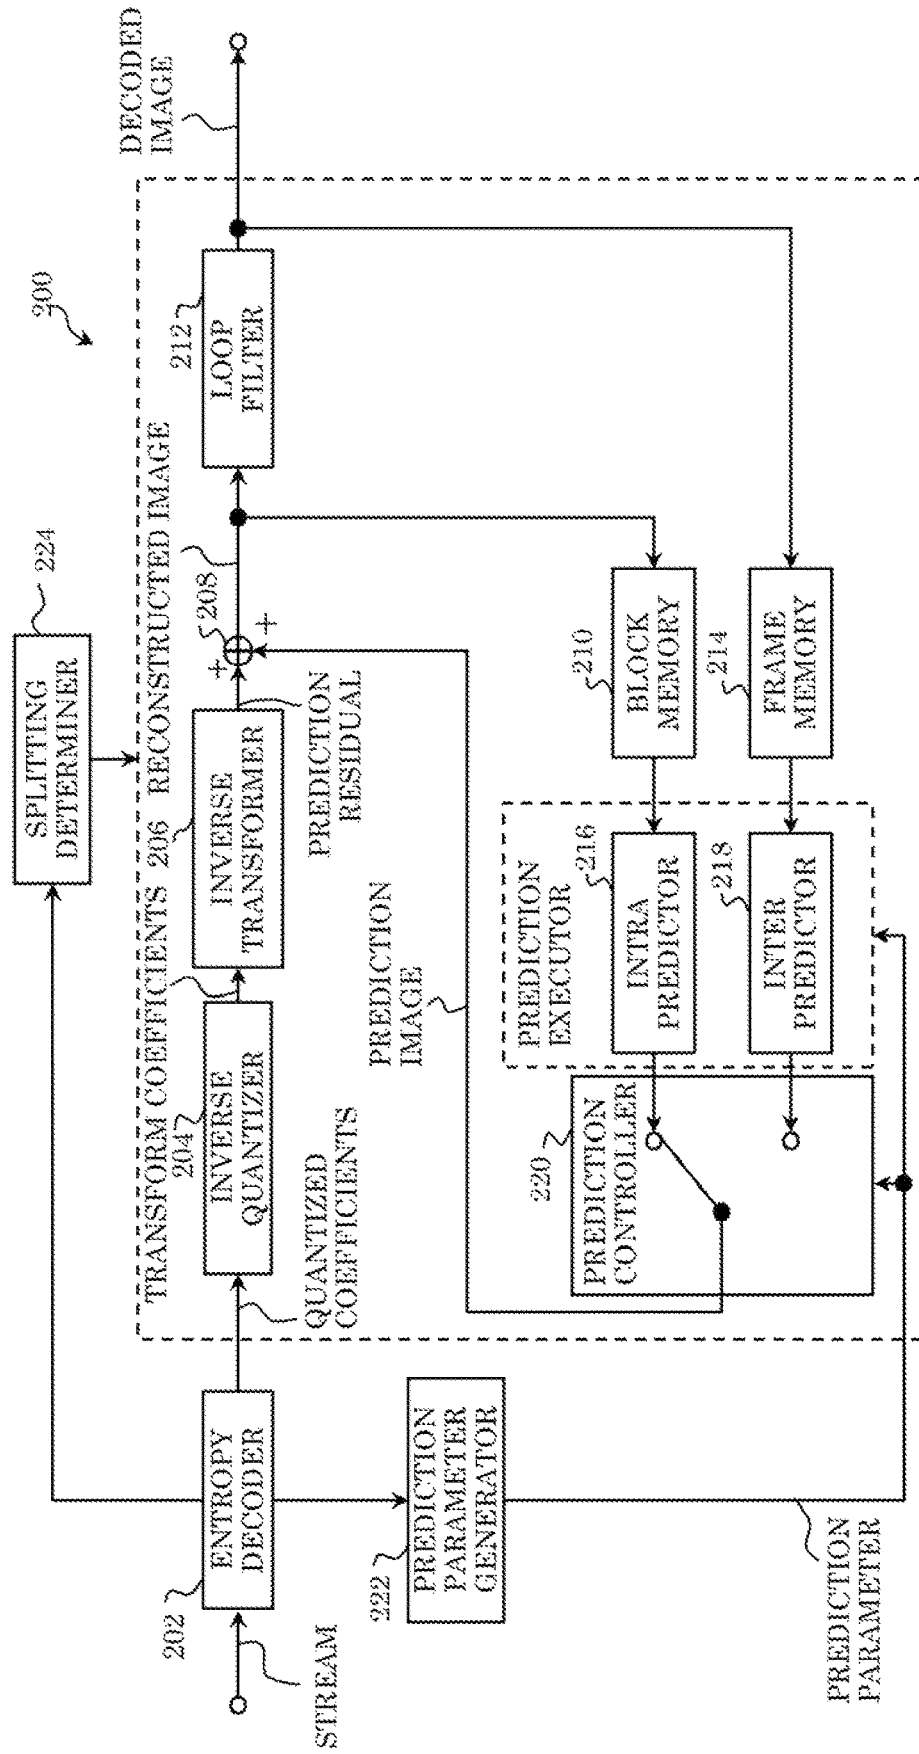 200
224
SPLITTING
DETERMINER
TRANSFORM COEFFICIENTS
206
RECONSTRUCTED IMAGE
DECODED
IMAGE
202
ENTROPY
DECODER
STREAM
204
INVERSE
QUANTIZER
QUANTIZED
COEFFICIENTS
INVERSE
TRANSFORMER
PREDICTION
RESIDUAL
+
208
+
212
LOOP
FILTER
PREDICTION
IMAGE
222
PREDICTION
PARAMETER
GENERATOR
220
PREDICTION
CONTROLLER
PREDICTION
EXECUTOR
216
INTRA
PREDICTOR
210
BLOCK
MEMORY
218
INTER
PREDICTOR
214
FRAME
MEMORY
PREDICTION
PARAMETER